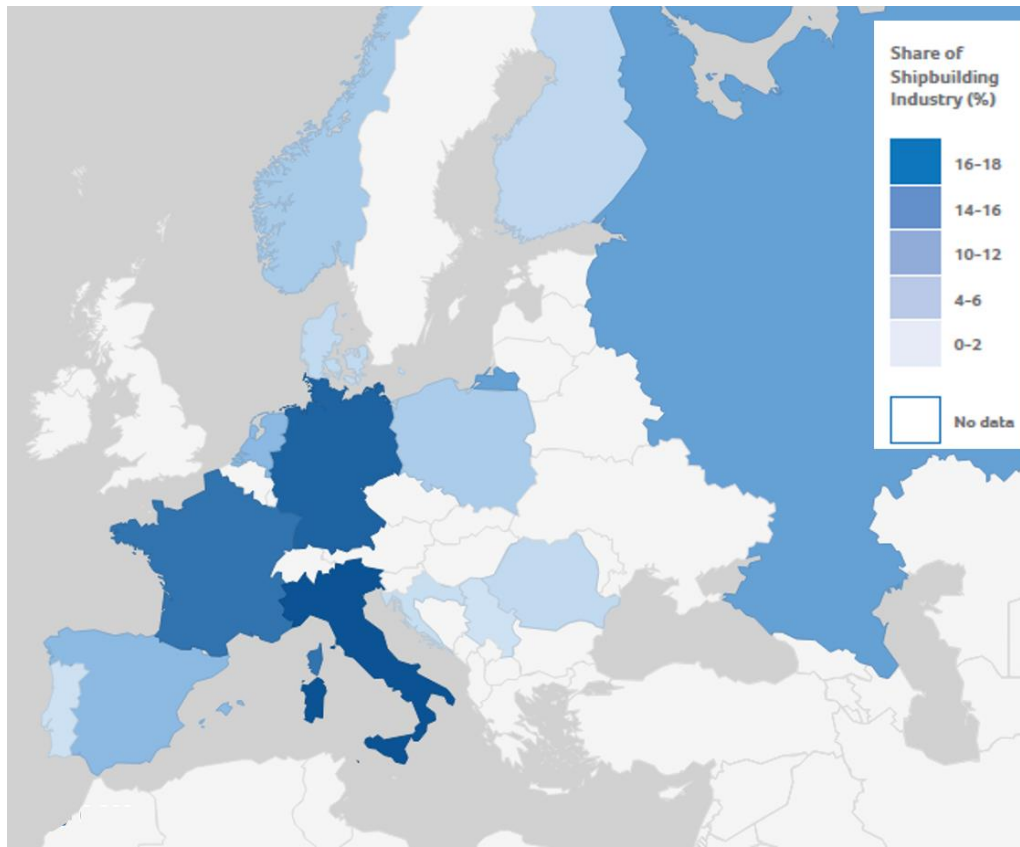 Share of
Shipbuilding
Industry (%)
16–18
14–16
10–12
4–6
0–2
No data